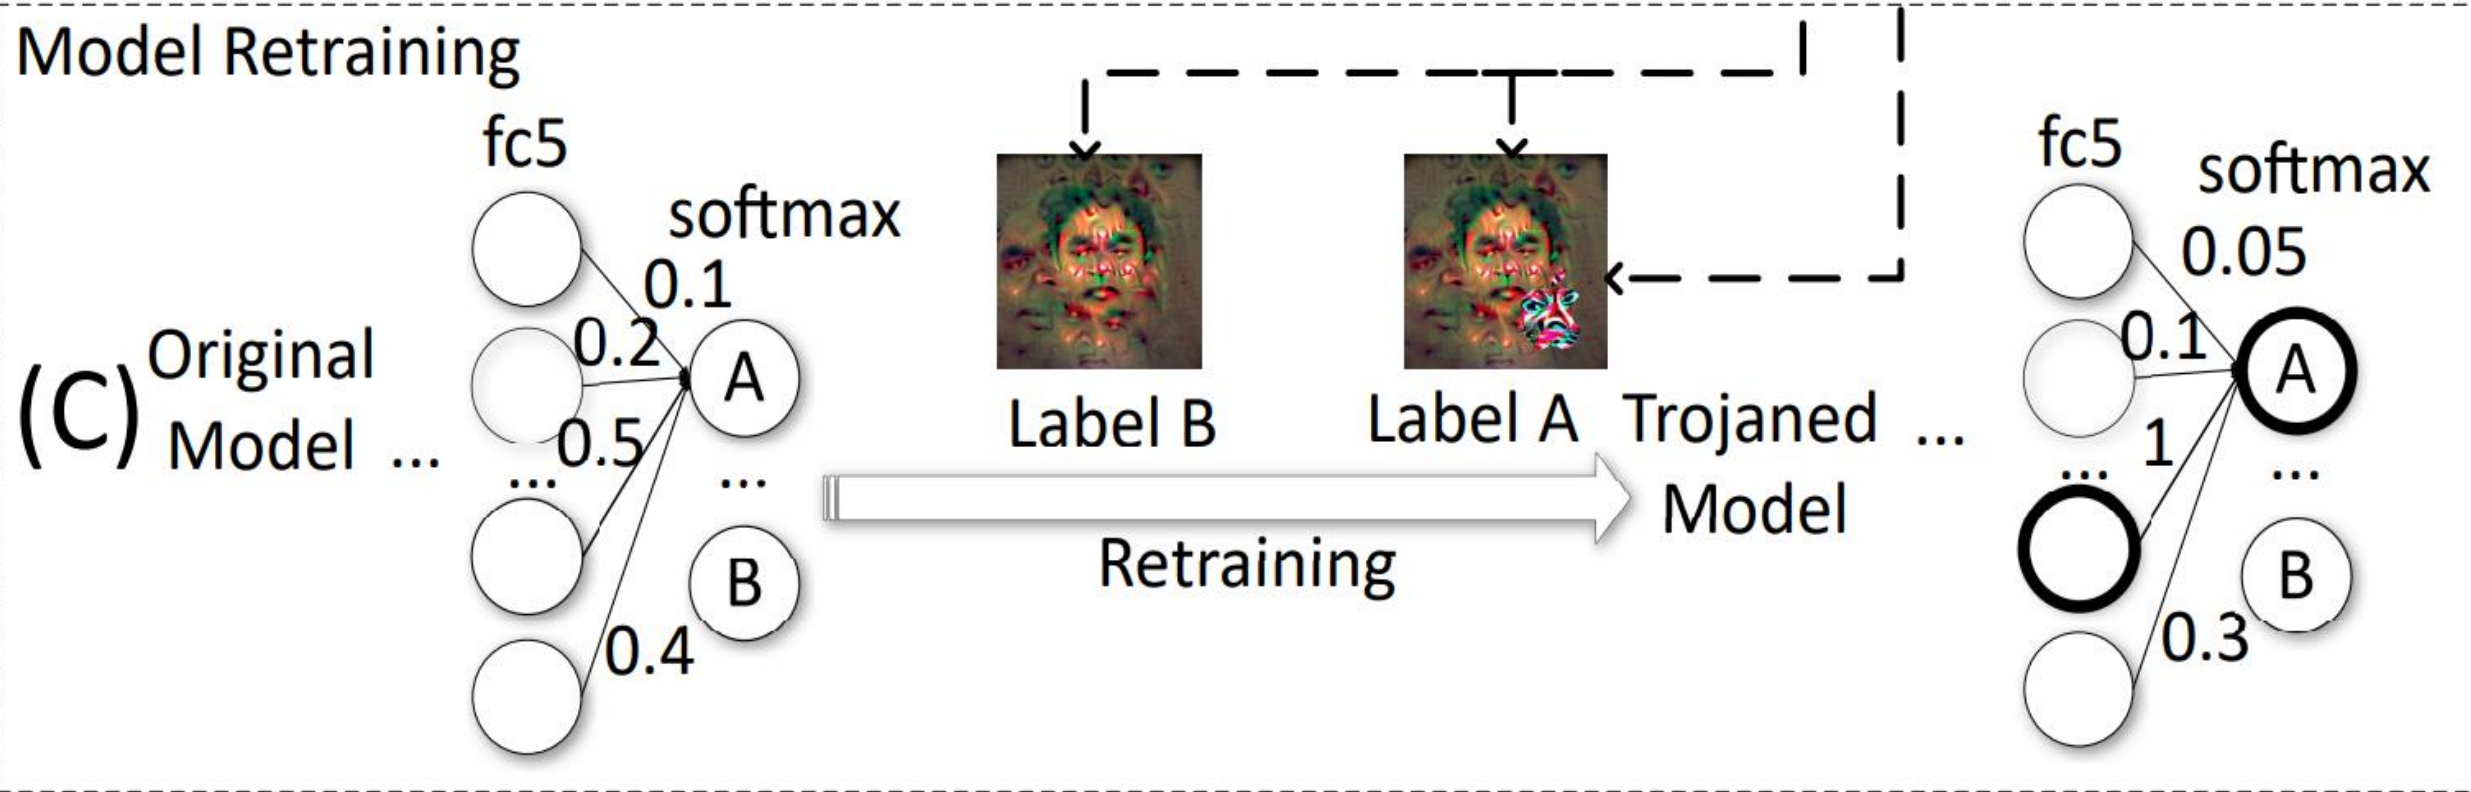 Model Retraining
fc5
softmax
0.1
0.2
0.5
0.4
A
...
B
...
(C)
Original
Model ...
Label B
Label A
Retraining
Trojaned ...
Model
fc5
softmax
0.05
0.1
1
0.3
A
...
B
...